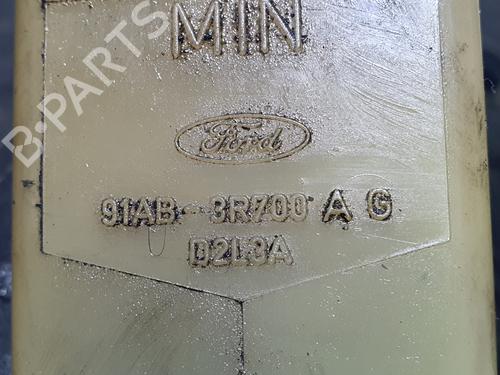 MIN
B-PARTS
Ford
91AB-3R700 A G
D2L3A